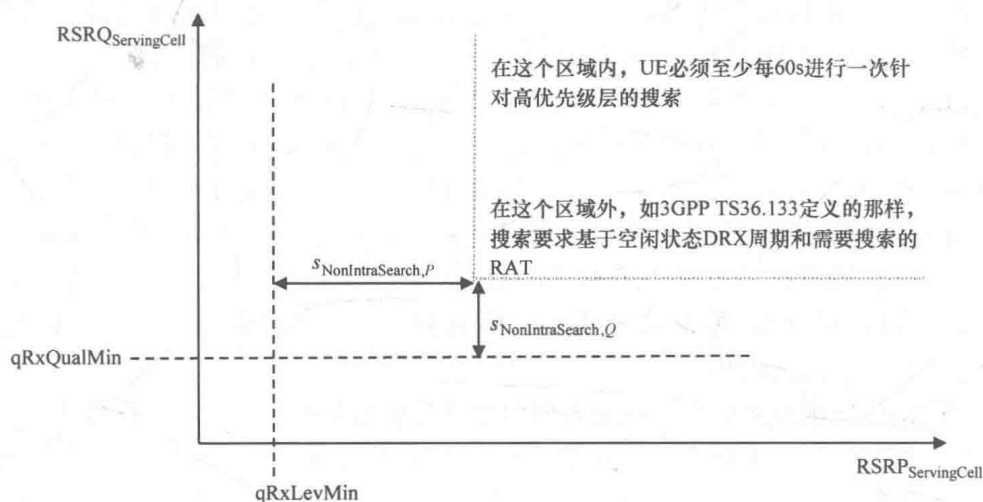 RSRQServingCell
在这个区域内，UE必须至少每60s进行一次针
对高优先级层的搜索
在这个区域外，如3GPP TS36.133定义的那样，
搜索要求基于空闲状态DRX周期和需要搜索的
RAT
sNonIntraSearch,P
sNonIntraSearch,Q
qRxQualMin
RSRPServingCell
qRxLevMin